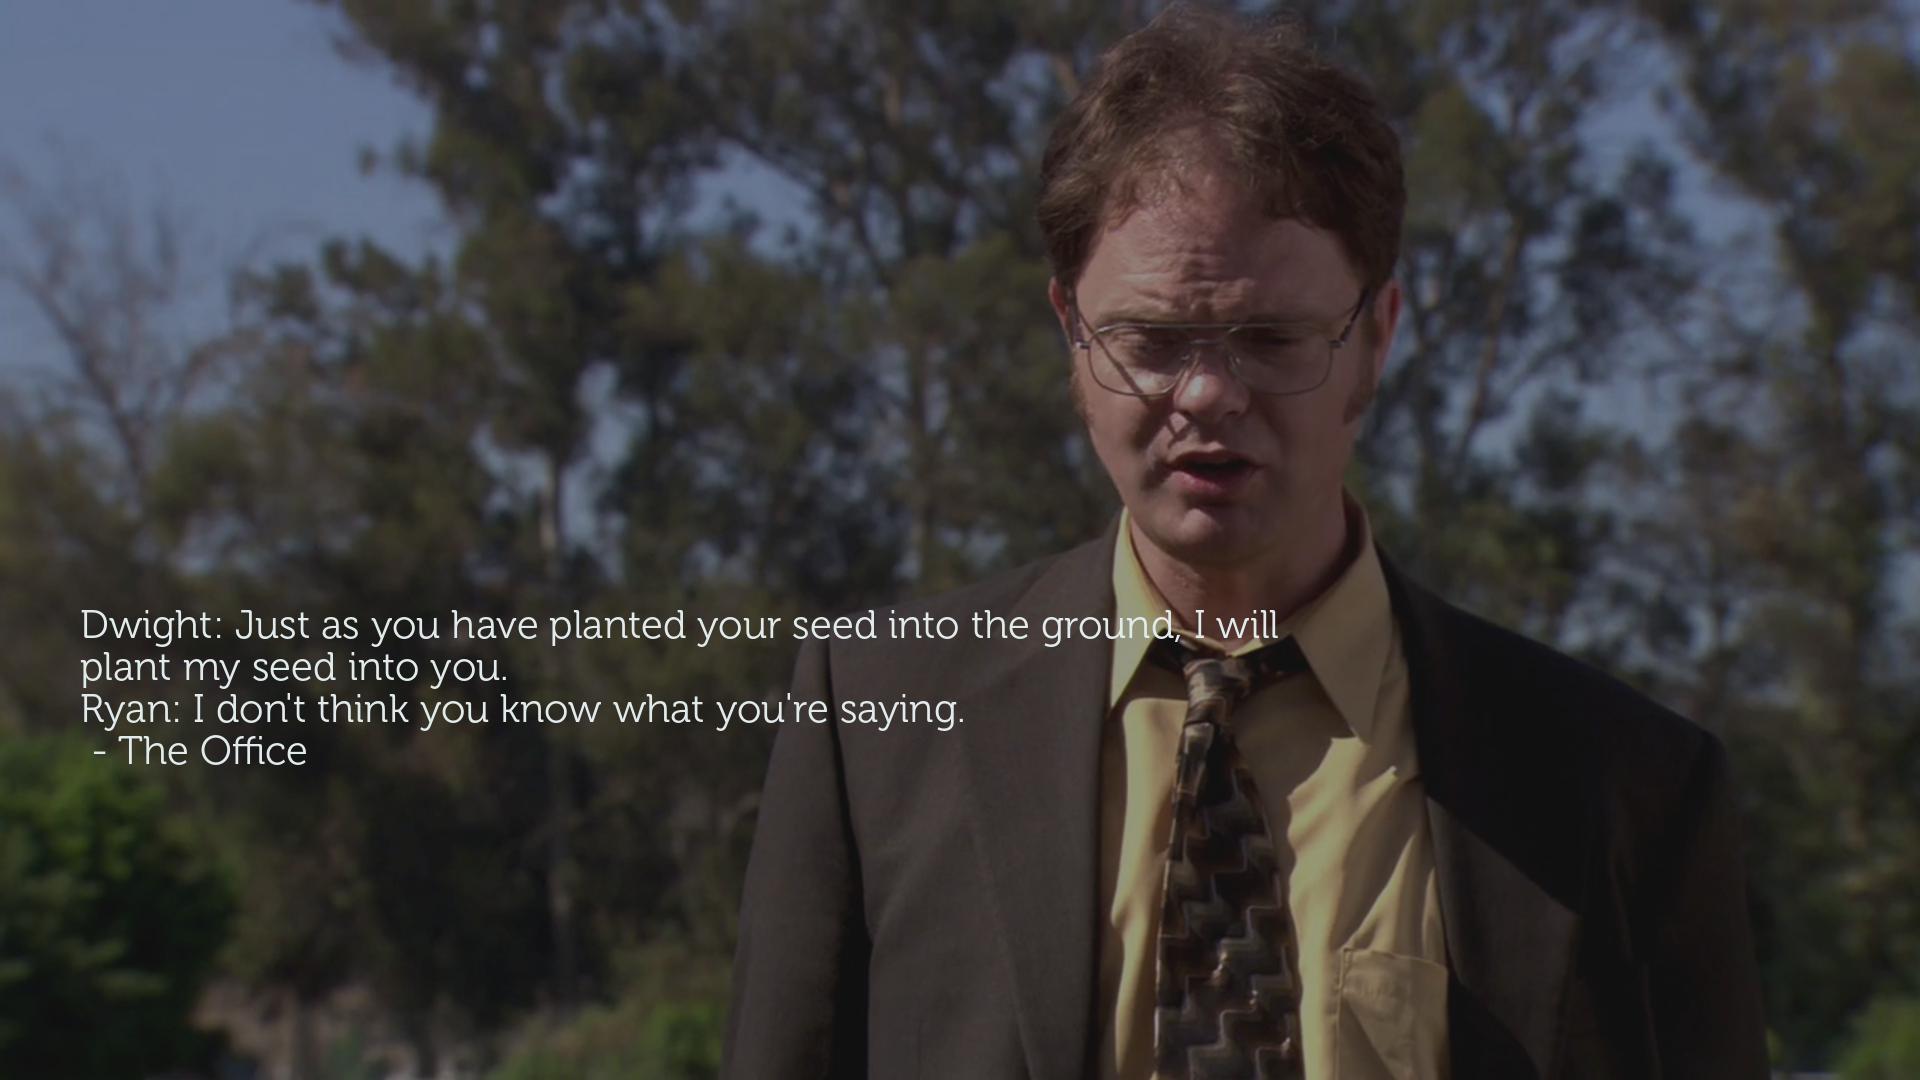 Dwight: Just as you have planted your seed into the ground, I will
plant my seed into you.
Ryan: I don't think you know what you're saying.
- The Office